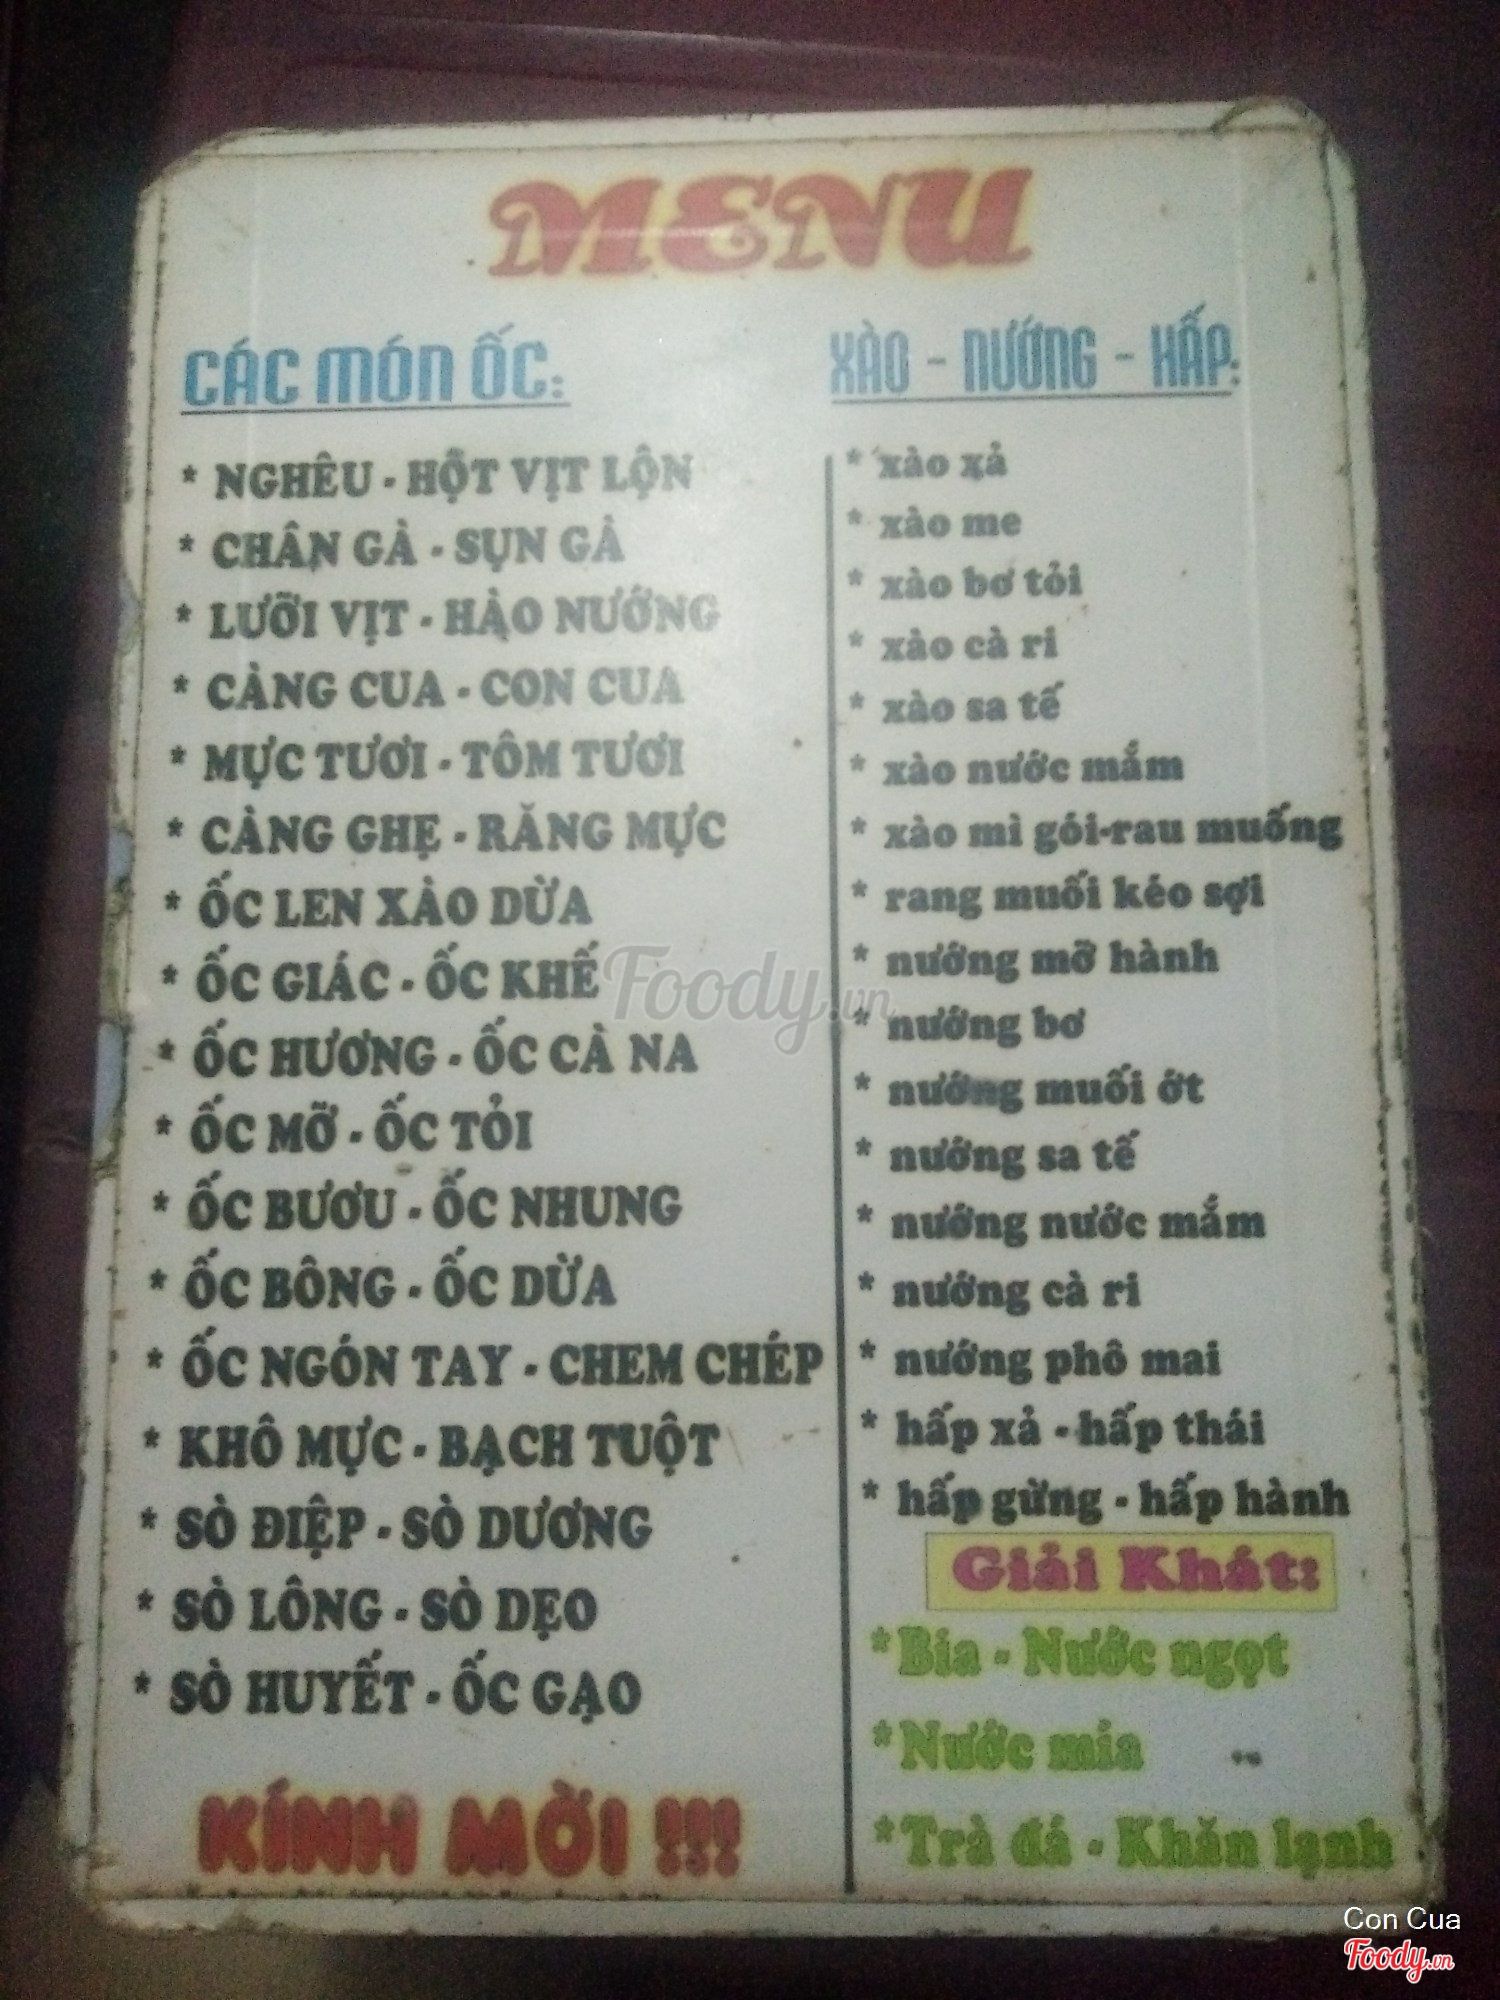 MENU
CÁC MÓN ỐC:
* NGHÊU - HỘT VỊT LỘN
* CHÂN GÀ - SỤN GÀ
* LƯỠI VỊT - HÀO NƯỚNG
* CÀNG CUA - CON CUA
* MỰC TƯƠI - TÔM TƯƠI
* CÀNG GHẸ - RĂNG MỰC
* ỐC LEN XÀO DỪA
* ỐC GIÁC - ỐC KHẾ
* ỐC HƯƠNG - ỐC CÀ NA
* ỐC MỠ - ỐC TỎI
* ỐC BƯƠU - ỐC NHUNG
* ỐC BÔNG - ỐC DỪA
* ỐC NGÓN TAY - CHEM CHÉP
* KHÔ MỰC - BẠCH TUỘT
* SÒ ĐIỆP - SÒ DƯƠNG
* SÒ LÔNG - SÒ DẸO
* SÒ HUYẾT - ỐC GẠO
KÍNH MỜI !!!
XÀO - NƯỚNG - HẤP:
* xào xả
* xào me
* xào bơ tỏi
* xào cà ri
* xào sa tế
* xào nước mắm
* xào mì gói-rau muống
* rang muối kéo sợi
* nướng mỡ hành
* nướng bơ
* nướng muối ớt
* nướng sa tế
* nướng nước mắm
* nướng cà ri
* nướng phô mai
* hấp xả - hấp thái
* hấp gừng - hấp hành
Giải Khát:
*Bia - Nước ngọt
*Nước mia
*Trà đá - Khăn lạnh
Foody.vn
Con Cua
Foody.vn